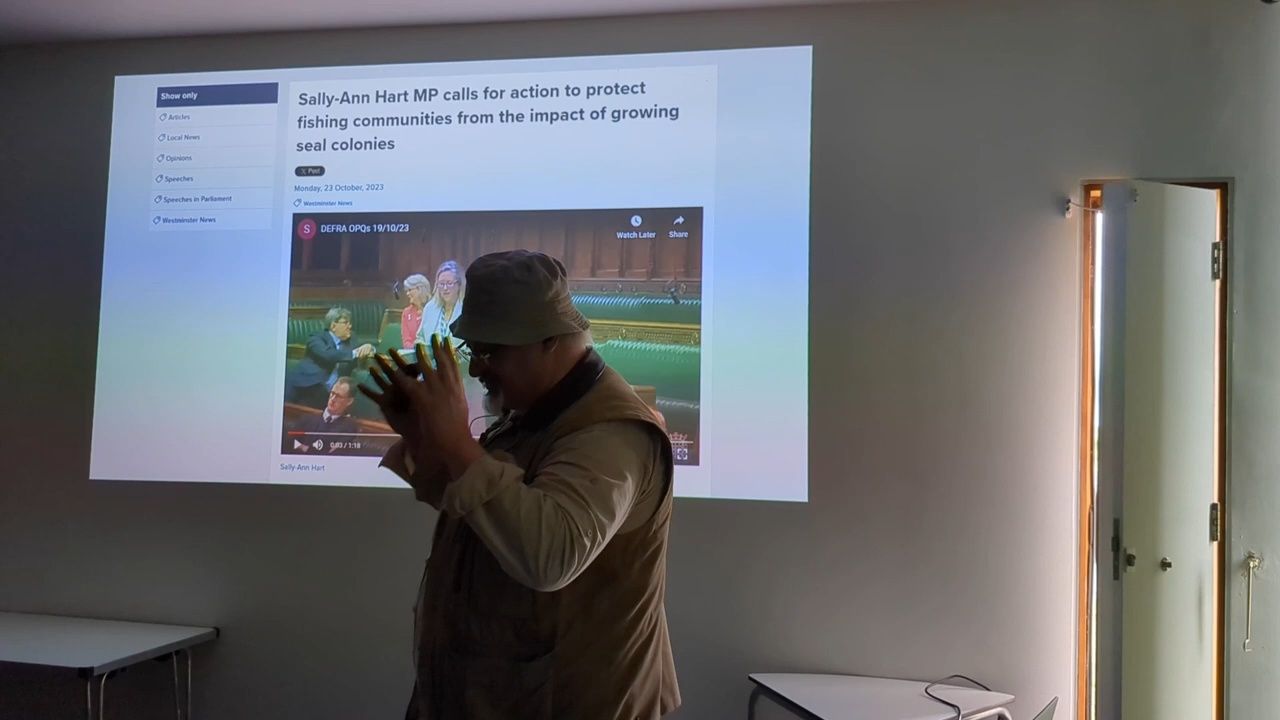 Show only
Articles
Local News
Opinions
Speeches
Speeches in Parliament
Westminster News
Sally-Ann Hart MP calls for action to protect
fishing communities from the impact of growing
seal colonies
X Post
Monday, 23 October, 2023
Westminster News
S DEFRA OPQs 19/10/23
Watch Later
Share
0:03 / 1:18
Sally-Ann Hart